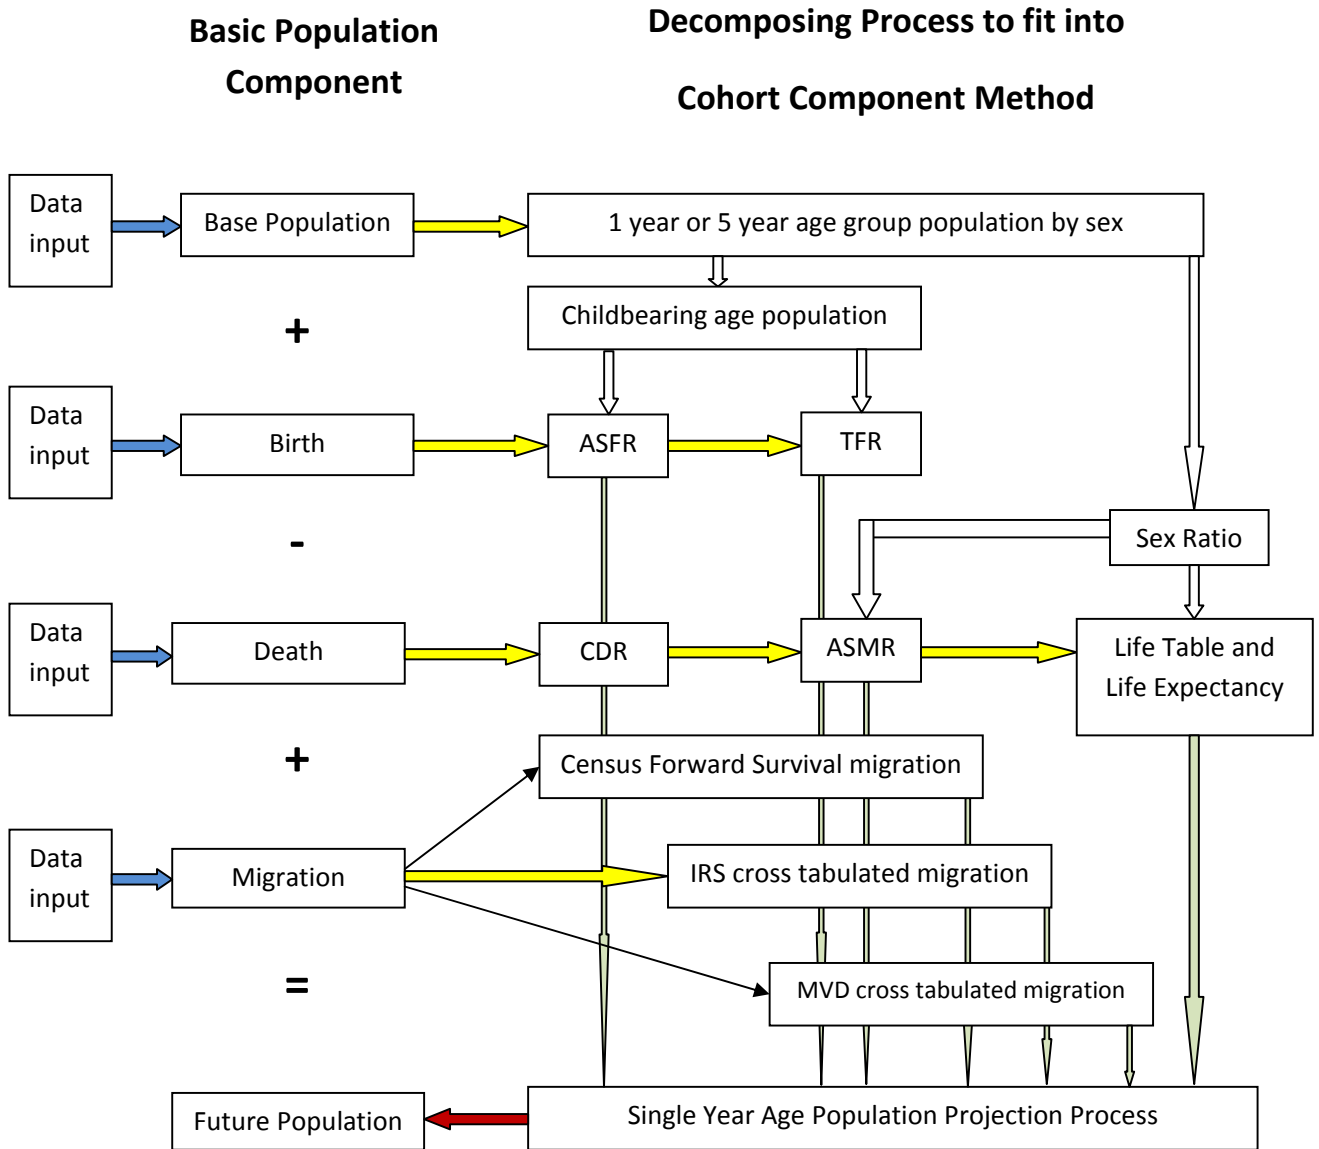 Basic Population
Component
Decomposing Process to fit into
Cohort Component Method
Data
input
Base Population
1 year or 5 year age group population by sex
+
Childbearing age population
Data
input
Birth
ASFR
TFR
-
Sex Ratio
Data
input
Death
CDR
ASMR
Life Table and
Life Expectancy
+
Census Forward Survival migration
Data
input
Migration
IRS cross tabulated migration
=
MVD cross tabulated migration
Future Population
Single Year Age Population Projection Process